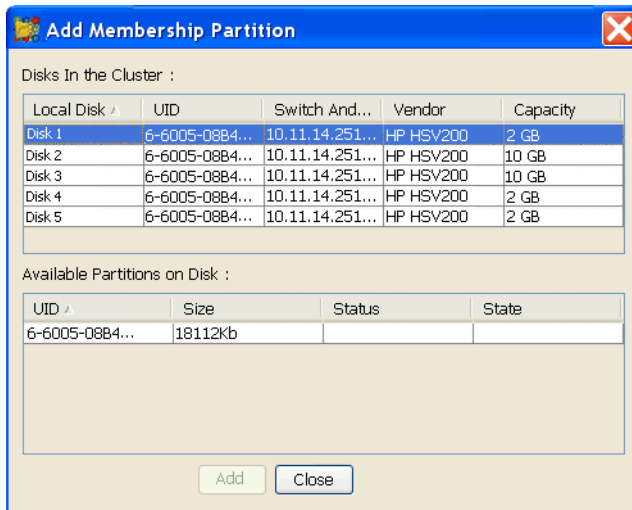 Add Membership Partition
Disks In the Cluster :
Local Disk UID Switch And... Vendor Capacity
Disk 1 6-6005-08B4... 10.11.14.251... HP HSV200 2 GB
Disk 2 6-6005-08B4... 10.11.14.251... HP HSV200 10 GB
Disk 3 6-6005-08B4... 10.11.14.251... HP HSV200 10 GB
Disk 4 6-6005-08B4... 10.11.14.251... HP HSV200 2 GB
Disk 5 6-6005-08B4... 10.11.14.251... HP HSV200 2 GB
Available Partitions on Disk :
UID Size Status State
6-6005-08B4... 18112Kb
Add Close